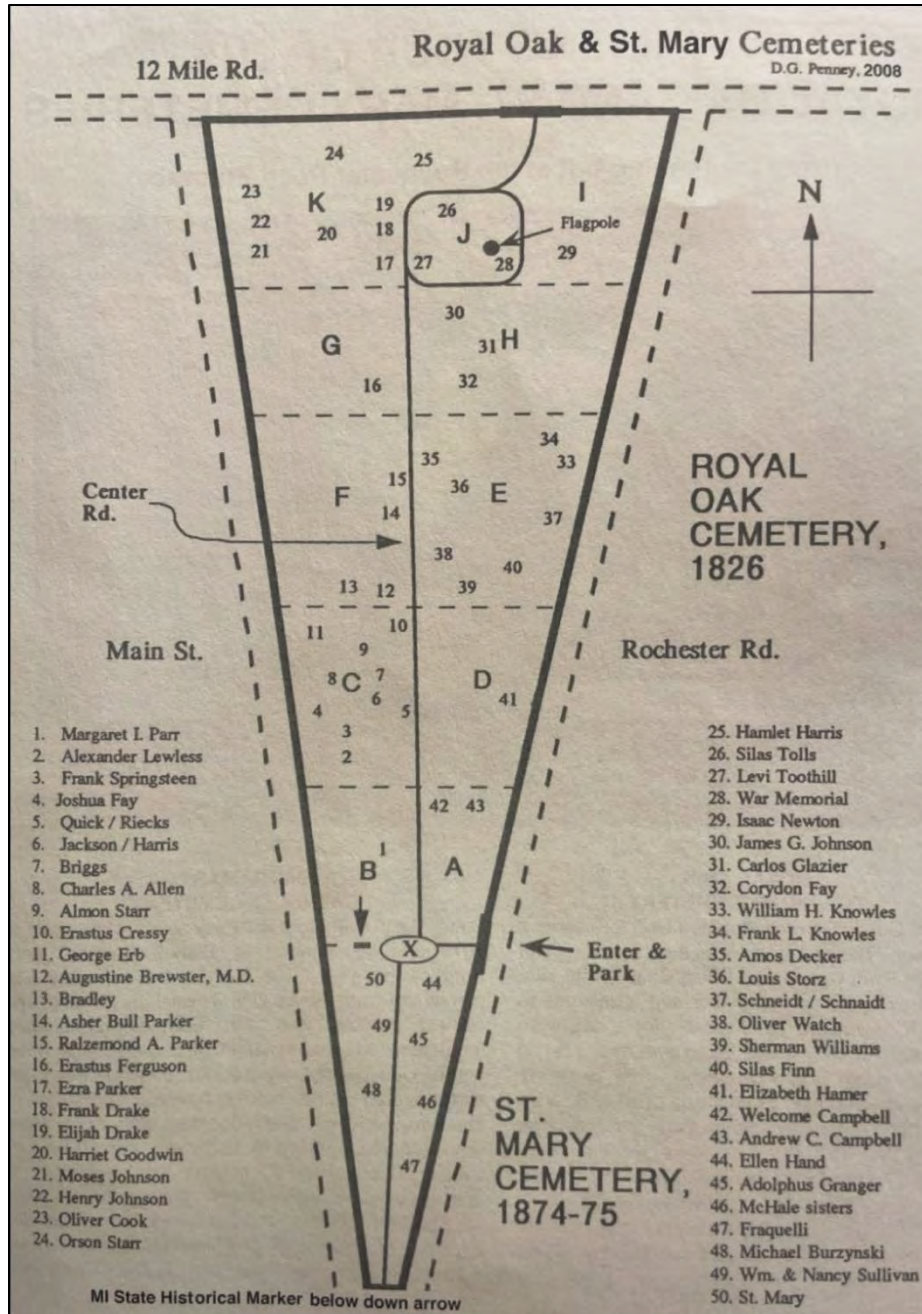 Royal Oak & St. Mary Cemeteries
D.G. Penney, 2008
12 Mile Rd.
24
25
23
K
19
26
I
N
22
20
18
J
Flagpole
21
17
27
28
29
30
G
31 H
16
32
34
35
33
ROYAL
OAK
CEMETERY,
1826
Center
Rd.
15
36
E
F
14
37
38
40
13
12
39
11
10
Main St.
9
Rochester Rd.
8 C
7
D
6
41
4
5
3
2
42
43
1
B
A
X
Enter &
Park
50
44
49
45
48
46
47
ST.
MARY
CEMETERY,
1874-75
1. Margaret I. Parr
2. Alexander Lewless
3. Frank Springsteen
4. Joshua Fay
5. Quick / Riecks
6. Jackson / Harris
7. Briggs
8. Charles A. Allen
9. Almon Starr
10. Erastus Cressy
11. George Erb
12. Augustine Brewster, M.D.
13. Bradley
14. Asher Bull Parker
15. Ralzemond A. Parker
16. Erastus Ferguson
17. Ezra Parker
18. Frank Drake
19. Elijah Drake
20. Harriet Goodwin
21. Moses Johnson
22. Henry Johnson
23. Oliver Cook
24. Orson Starr
25. Hamlet Harris
26. Silas Tolls
27. Levi Toothill
28. War Memorial
29. Isaac Newton
30. James G. Johnson
31. Carlos Glazier
32. Corydon Fay
33. William H. Knowles
34. Frank L. Knowles
35. Amos Decker
36. Louis Storz
37. Schneidt / Schnaidt
38. Oliver Watch
39. Sherman Williams
40. Silas Finn
41. Elizabeth Hamer
42. Welcome Campbell
43. Andrew C. Campbell
44. Ellen Hand
45. Adolphus Granger
46. McHale sisters
47. Fraquelli
48. Michael Burzynski
49. Wm. & Nancy Sullivan
50. St. Mary
MI State Historical Marker below down arrow